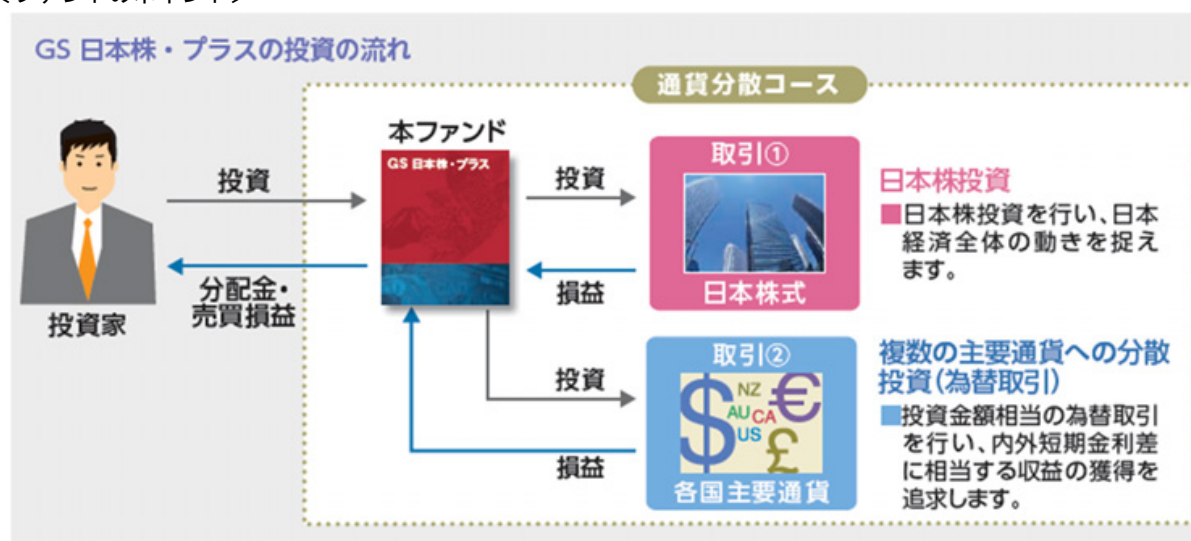 GS 日本株・プラスの投資の流れ
通貨分散コース
本ファンド
GS 日本株・プラス
投資
分配金・
売買損益
投資家
投資
損益
取引①
日本株式
日本株投資
■日本株投資を行い、日本
経済全体の動きを捉え
ます。
投資
損益
取引②
$ NZ €
AU CA
US £
各国主要通貨
複数の主要通貨への分散
投資(為替取引)
■投資金額相当の為替取引
を行い、内外短期金利差
に相当する収益の獲得を
追求します。